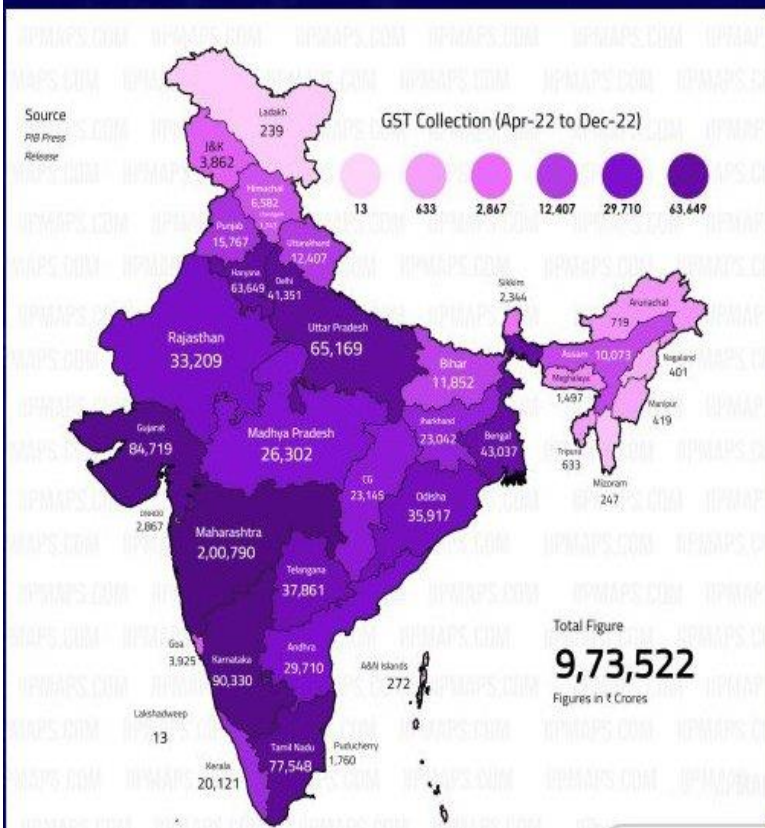 Source
PIB Press
Release
GST Collection (Apr-22 to Dec-22)
13 633 2,867 12,407 29,710 63,649
Ladakh
239
J&K
3,862
Himachal
6,582
Punjab
15,767
Uttarakhand
12,407
Haryana
63,649
Delhi
41,351
Rajasthan
33,209
Uttar Pradesh
65,169
Bihar
11,852
Sikkim
2,344
Arunachal
719
Assam 10,073
Nagaland
401
Meghalaya
1,497
Manipur
419
Tripura
633
Mizoram
247
Gujarat
84,719
Madhya Pradesh
26,302
Jharkhand
23,042
Bengal
43,037
CG
23,145
Odisha
35,917
DNHDD
2,867
Maharashtra
2,00,790
Telangana
37,861
Goa
3,925
Karnataka
90,330
Andhra
29,710
A&N Islands
272
Lakshadweep
13
Kerala
20,121
Tamil Nadu
77,548
Puducherry
1,760
Total Figure
9,73,522
Figures in ₹ Crores